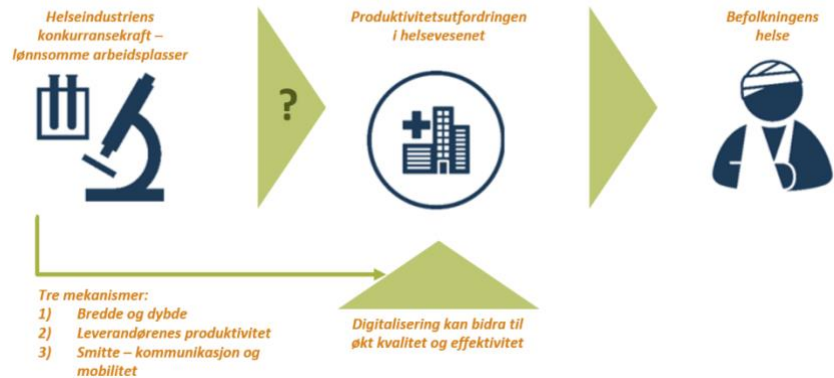 Helseindustriens
konkurransekraft –
lønnsomme arbeidsplasser
Produktivitetsutfordringen
i helsevesenet
Befolkningens
helse
?
Tre mekanismer:
1) Bredde og dybde
2) Leverandørenes produktivitet
3) Smitte – kommunikasjon og
mobilitet
Digitalisering kan bidra til
økt kvalitet og effektivitet